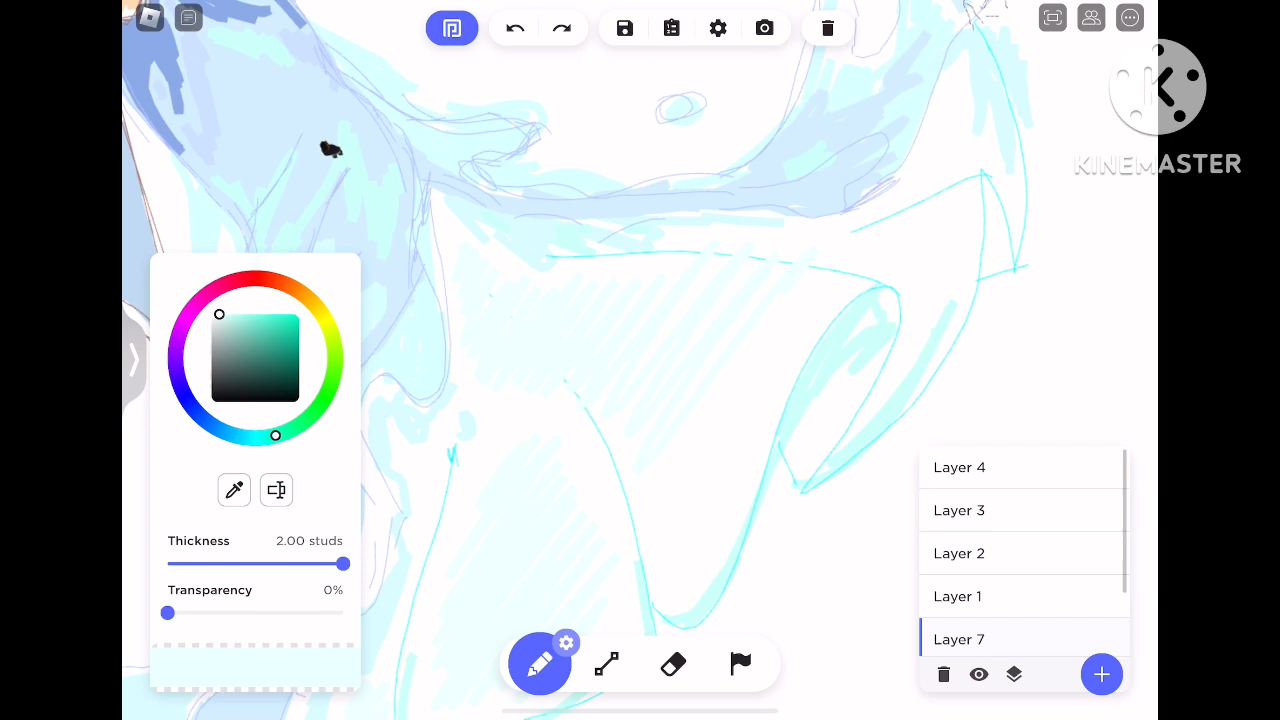 KINEMASTER
Thickness 2.00 studs
Transparency 0%
Layer 4
Layer 3
Layer 2
Layer 1
Layer 7